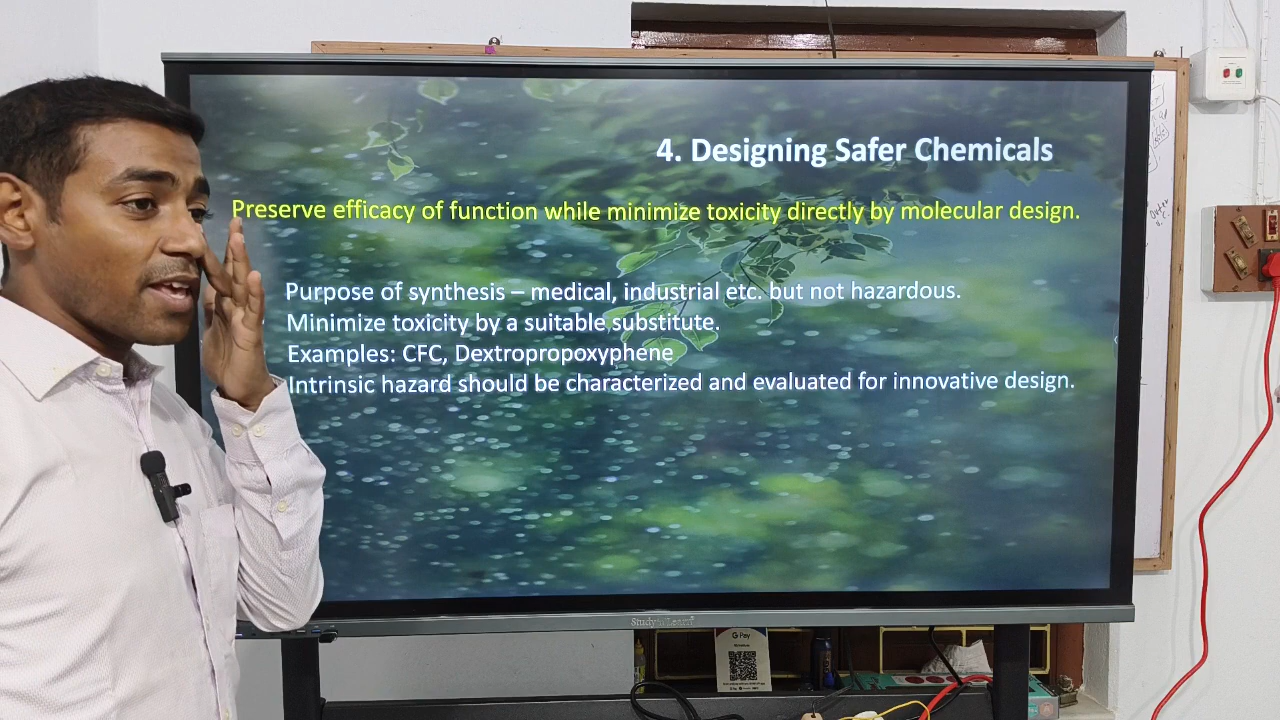 4. Designing Safer Chemicals
Preserve efficacy of function while minimize toxicity directly by molecular design.
Purpose of synthesis – medical, industrial etc. but not hazardous.
Minimize toxicity by a suitable substitute.
Examples: CFC, Dextropropoxyphene
Intrinsic hazard should be characterized and evaluated for innovative design.
G Pay